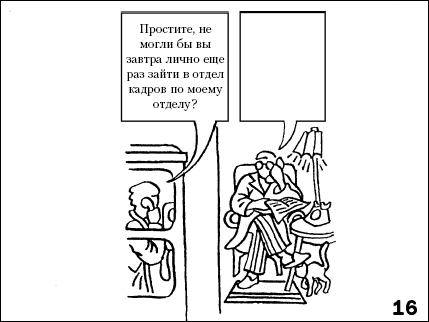 Простите, не
могли бы вы
завтра лично еще
раз зайти в отдел
кадров по моему
отделу?
16